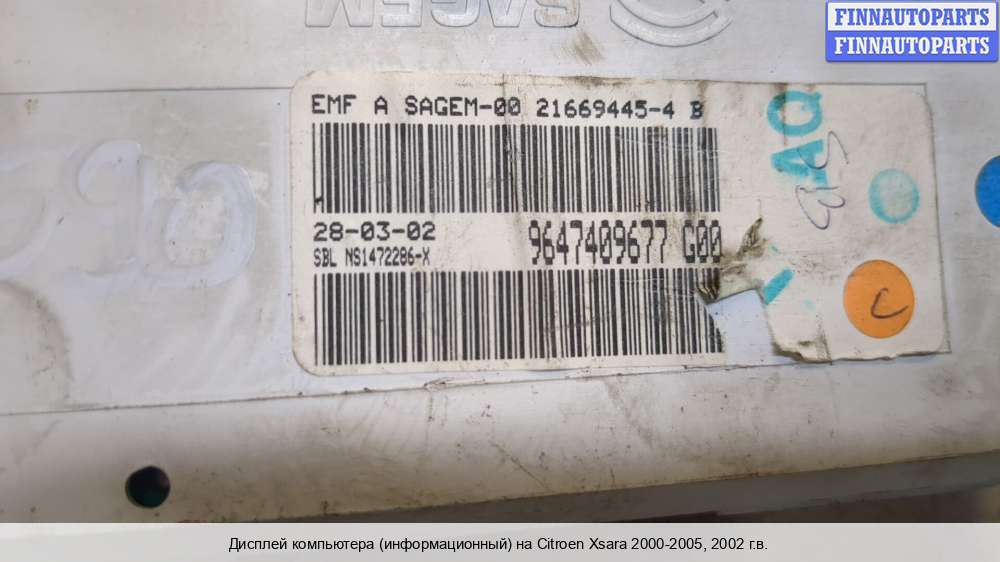 SAGEM
FINNAUTOPARTS
FINNAUTOPARTS
EMF A SAGEM-00 21669445-4 B
28-03-02
9647409677 G00
SBL NS1472286-X
AQ
C
Дисплей компьютера (информационный) на Citroen Xsara 2000-2005, 2002 г.в.